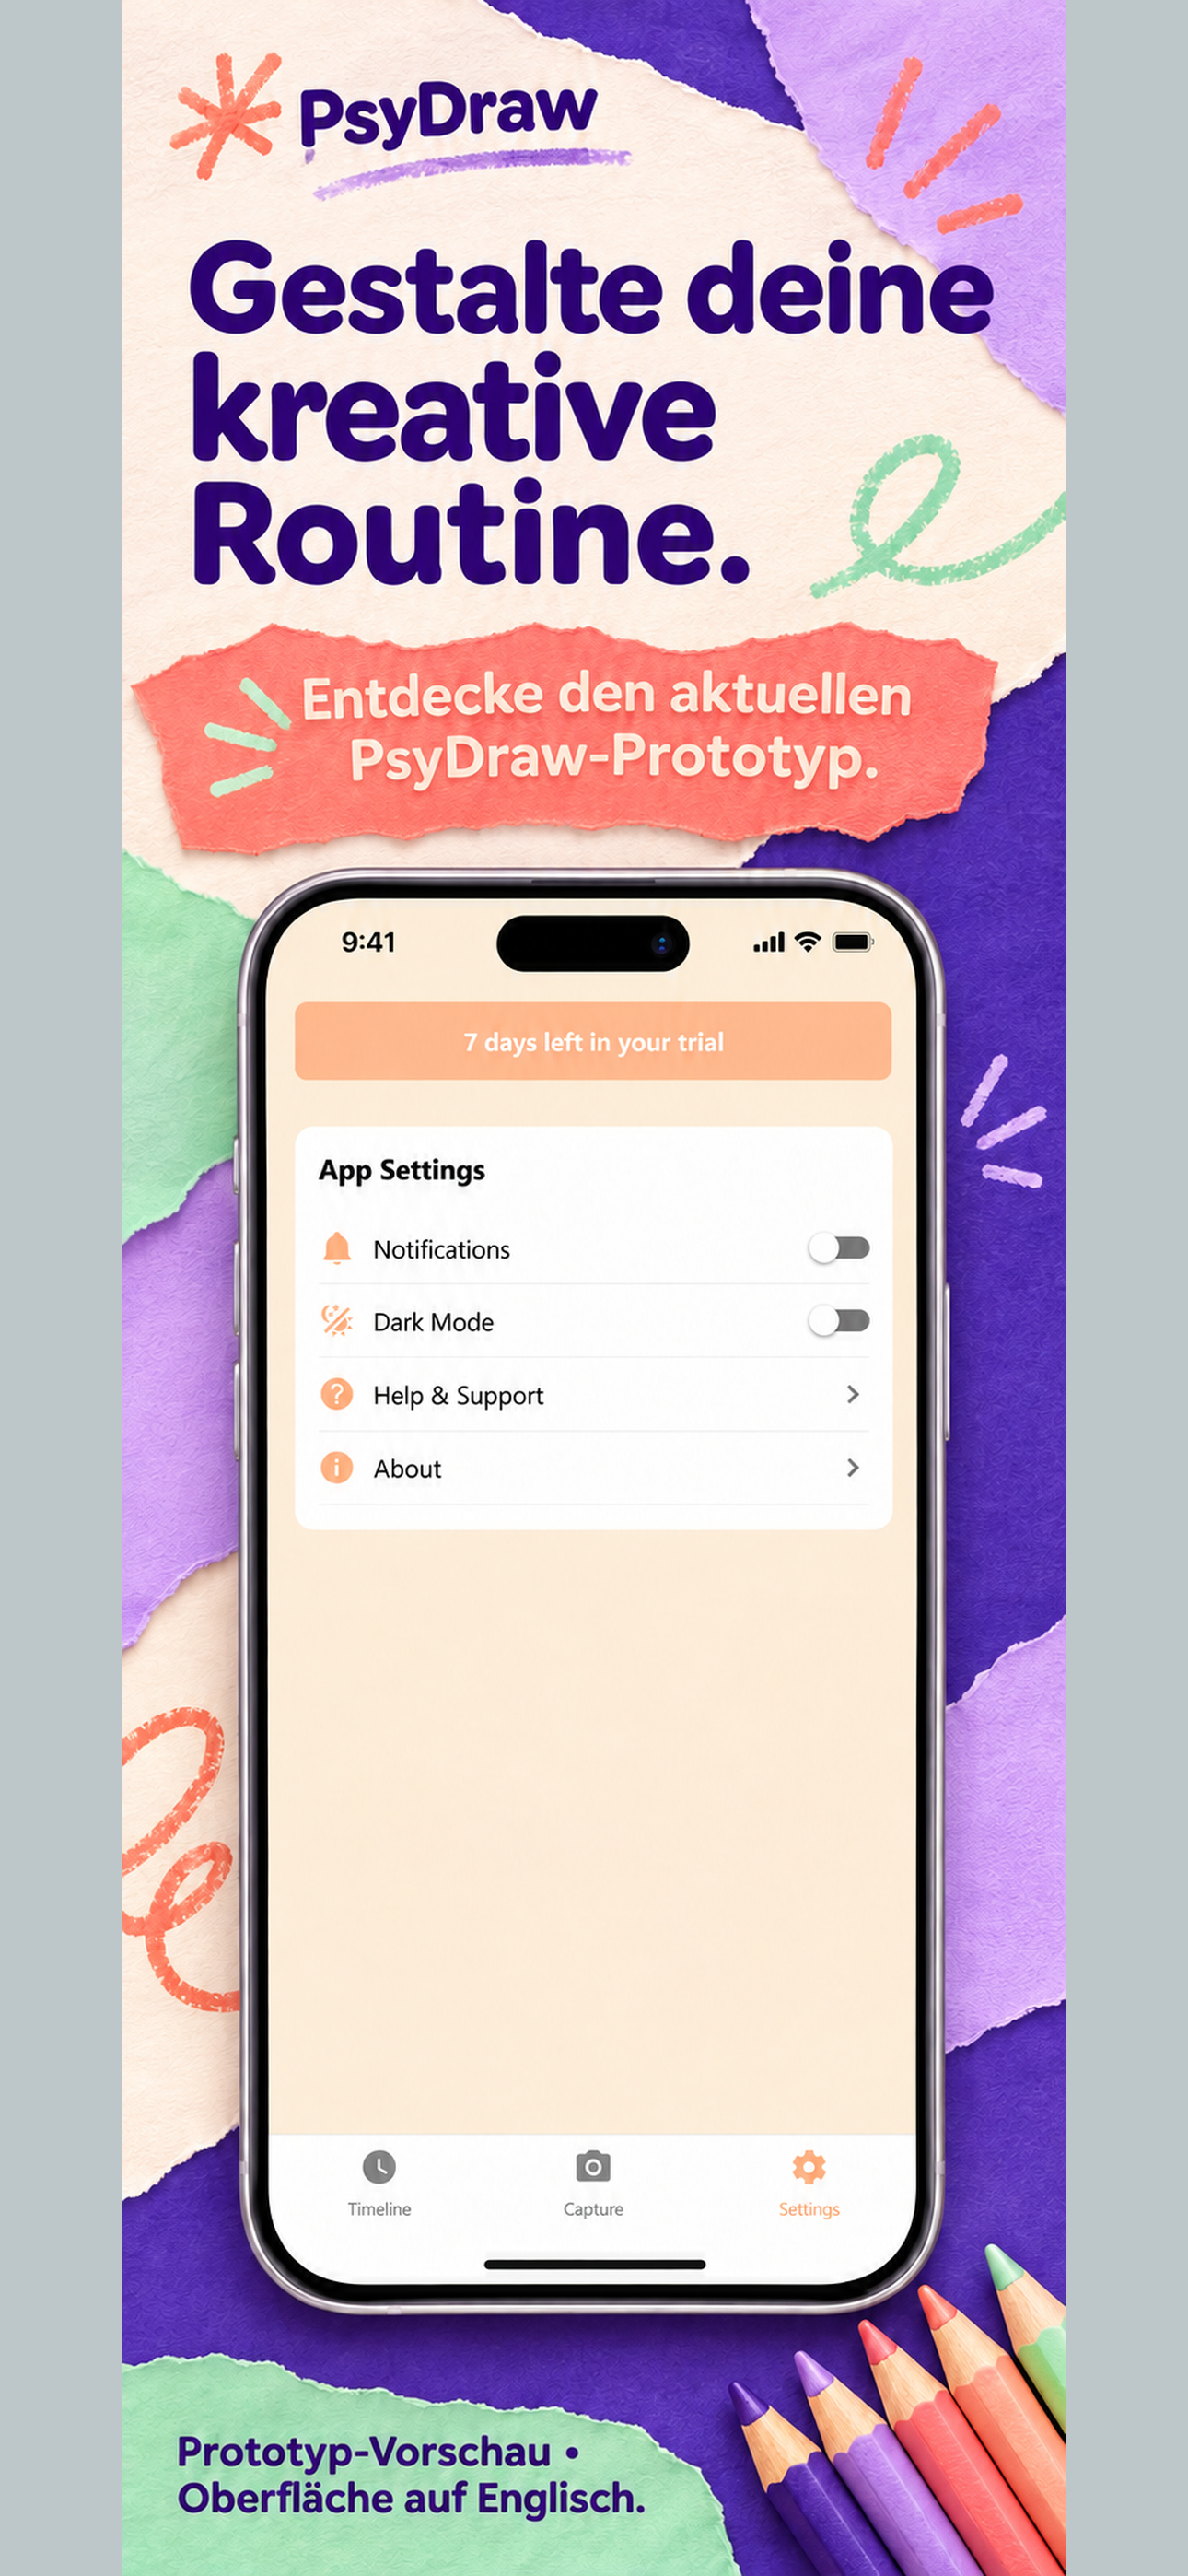 PsyDraw
Gestalte deine
kreative
Routine.
Entdecke den aktuellen
PsyDraw-Prototyp.
9:41
7 days left in your trial
App Settings
Notifications
Dark Mode
Help & Support
About
Timeline
Capture
Settings
Prototyp-Vorschau •
Oberfläche auf Englisch.